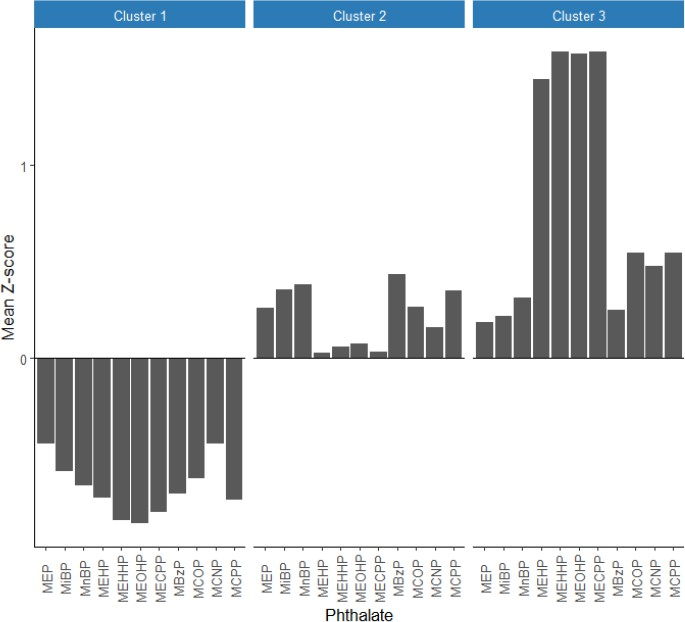 Cluster 1
Cluster 2
Cluster 3
Mean Z-score
1
0
MEP
MiBP
MnBP
MEHP
MEHHP
MEOHP
MECPP
MBzP
MCOP
MCNP
MCPP
MEP
MiBP
MnBP
MEHP
MEHHP
MEOHP
MECPP
MBzP
MCOP
MCNP
MCPP
MEP
MiBP
MnBP
MEHP
MEHHP
MEOHP
MECPP
MBzP
MCOP
MCNP
MCPP
Phthalate